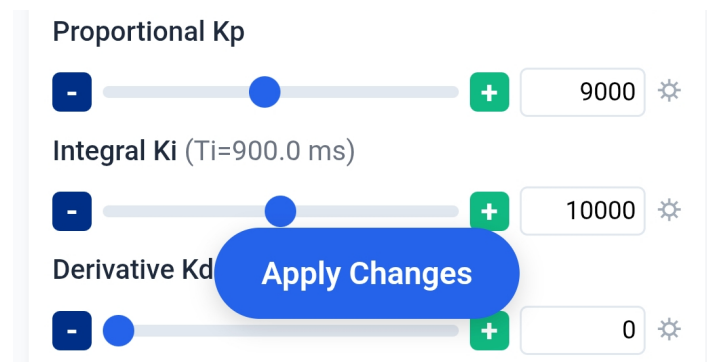 Proportional Kp
- + 9000
Integral Ki (Ti=900.0 ms)
- + 10000
Derivative Kd
Apply Changes
- + 0